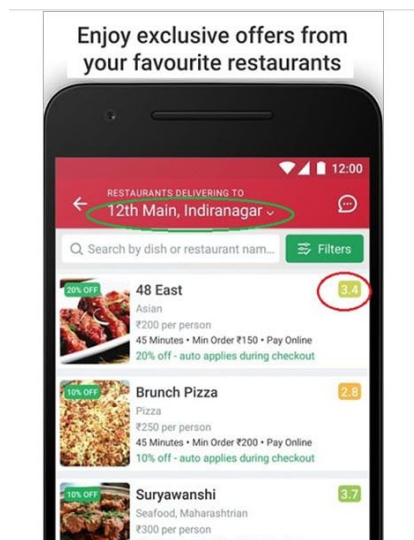 Enjoy exclusive offers from
your favourite restaurants
12:00
RESTAURANTS DELIVERING TO
12th Main, Indiranagar
Search by dish or restaurant nam...
Filters
20% OFF
48 East
3.4
Asian
₹200 per person
45 Minutes • Min Order ₹150 • Pay Online
20% off - auto applies during checkout
10% OFF
Brunch Pizza
2.8
Pizza
₹250 per person
45 Minutes • Min Order ₹200 • Pay Online
10% off - auto applies during checkout
10% OFF
Suryawanshi
3.7
Seafood, Maharashtrian
₹300 per person